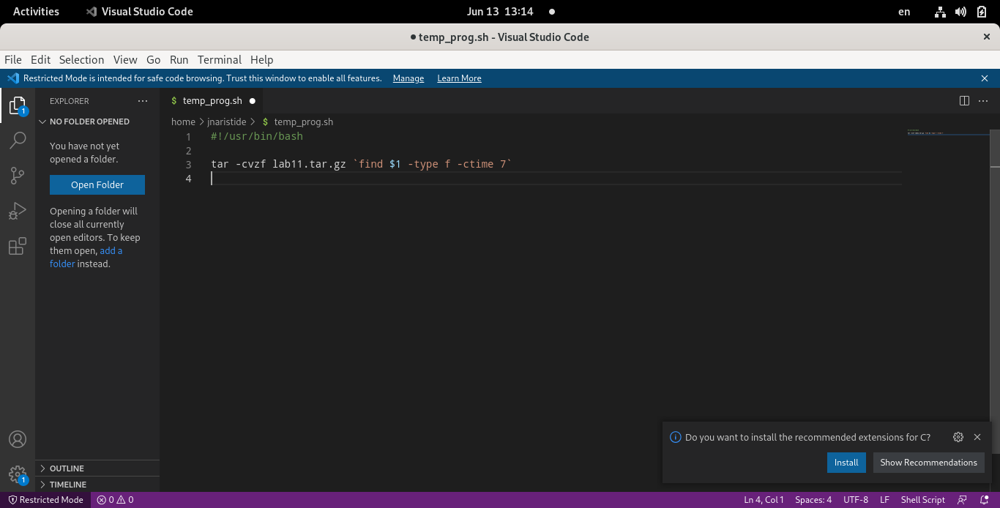 Activities Visual Studio Code Jun 13 13:14 en
● temp_prog.sh - Visual Studio Code
File Edit Selection View Go Run Terminal Help
Restricted Mode is intended for safe code browsing. Trust this window to enable all features. Manage Learn More
EXPLORER
NO FOLDER OPENED
You have not yet
opened a folder.
Open Folder
Opening a folder will
close all currently
open editors. To keep
them open, add a
folder instead.
OUTLINE
TIMELINE
1
1
$ temp_prog.sh
home > jnaristide > $ temp_prog.sh
1 #!/usr/bin/bash
2
3 tar -cvzf lab11.tar.gz `find $1 -type f -ctime 7`
4
Do you want to install the recommended extensions for C?
Install Show Recommendations
Restricted Mode 0 0 Ln 4, Col 1 Spaces: 4 UTF-8 LF Shell Script